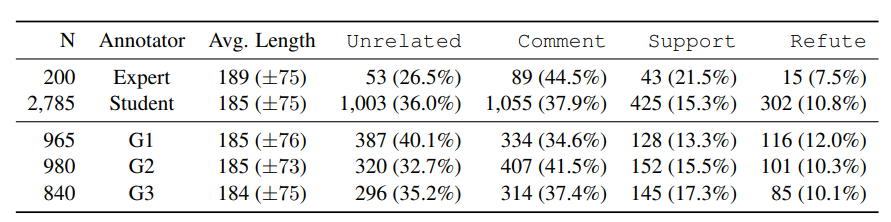 N Annotator Avg. Length Unrelated Comment Support Refute
200 Expert 189 (±75) 53 (26.5%) 89 (44.5%) 43 (21.5%) 15 (7.5%)
2,785 Student 185 (±75) 1,003 (36.0%) 1,055 (37.9%) 425 (15.3%) 302 (10.8%)
965 G1 185 (±76) 387 (40.1%) 334 (34.6%) 128 (13.3%) 116 (12.0%)
980 G2 185 (±73) 320 (32.7%) 407 (41.5%) 152 (15.5%) 101 (10.3%)
840 G3 184 (±75) 296 (35.2%) 314 (37.4%) 145 (17.3%) 85 (10.1%)